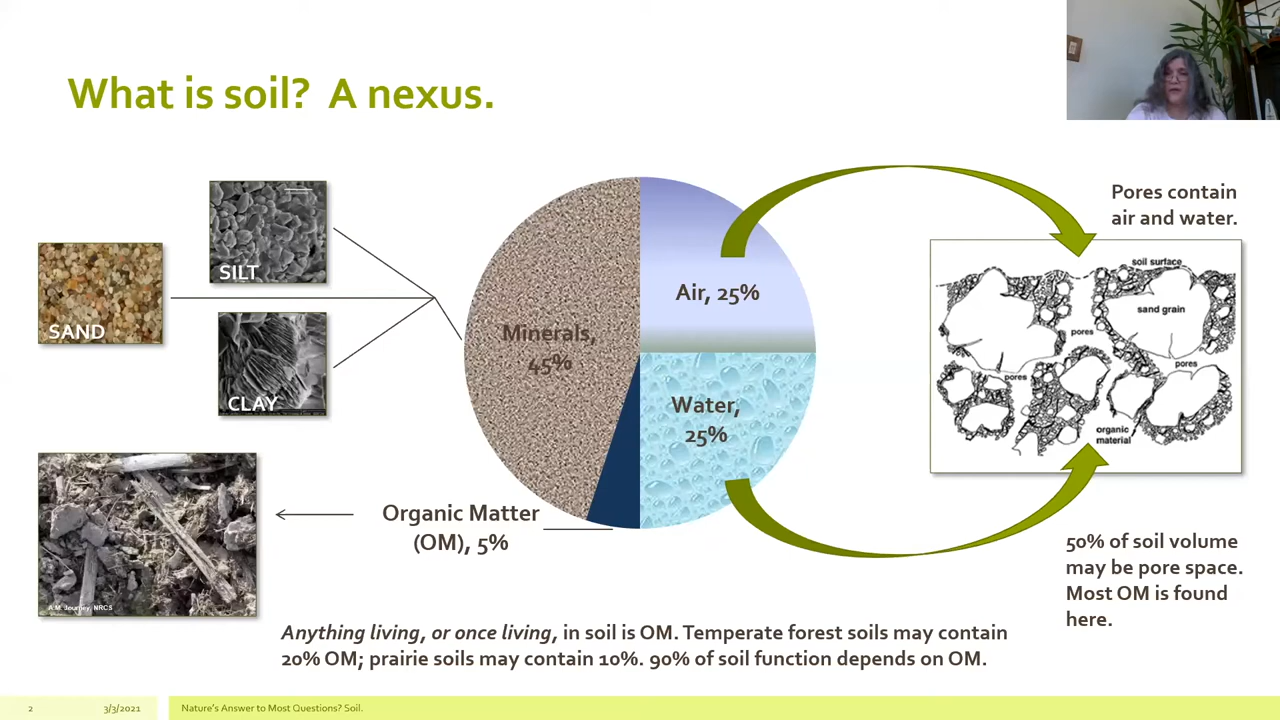 What is soil?  A nexus.
SILT
SAND
CLAY
Minerals,
45%
Air, 25%
Water,
25%
Organic Matter
(OM), 5%
Pores contain
air and water.
soil surface
sand grain
pores
pores
pores
organic
material
50% of soil volume
may be pore space.
Most OM is found
here.
A.M. Journey, NRCS
Anything living, or once living, in soil is OM. Temperate forest soils may contain
20% OM; prairie soils may contain 10%. 90% of soil function depends on OM.
2
3/3/2021
Nature's Answer to Most Questions? Soil.